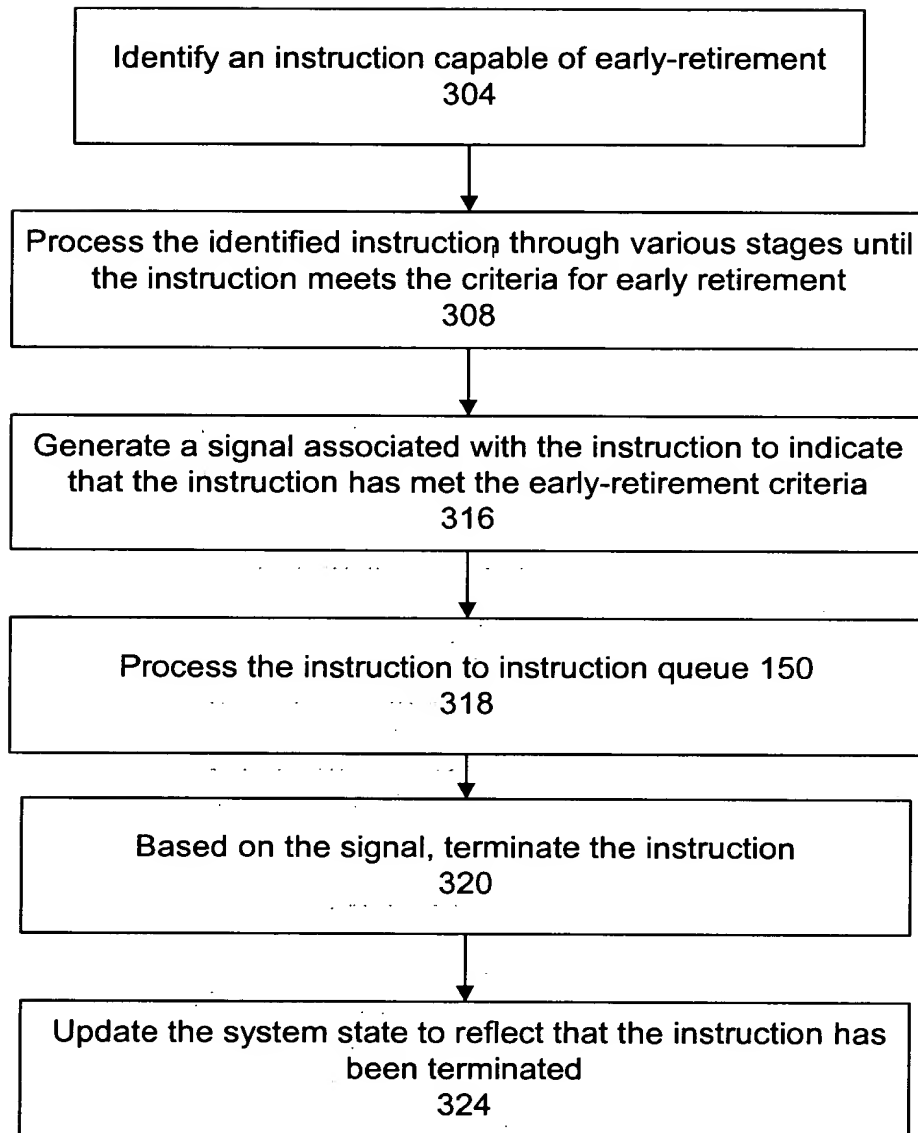 Identify an instruction capable of early-retirement
304
Process the identified instruction through various stages until
the instruction meets the criteria for early retirement
308
Generate a signal associated with the instruction to indicate
that the instruction has met the early-retirement criteria
316
Process the instruction to instruction queue 150
318
Based on the signal, terminate the instruction
320
Update the system state to reflect that the instruction has
been terminated
324